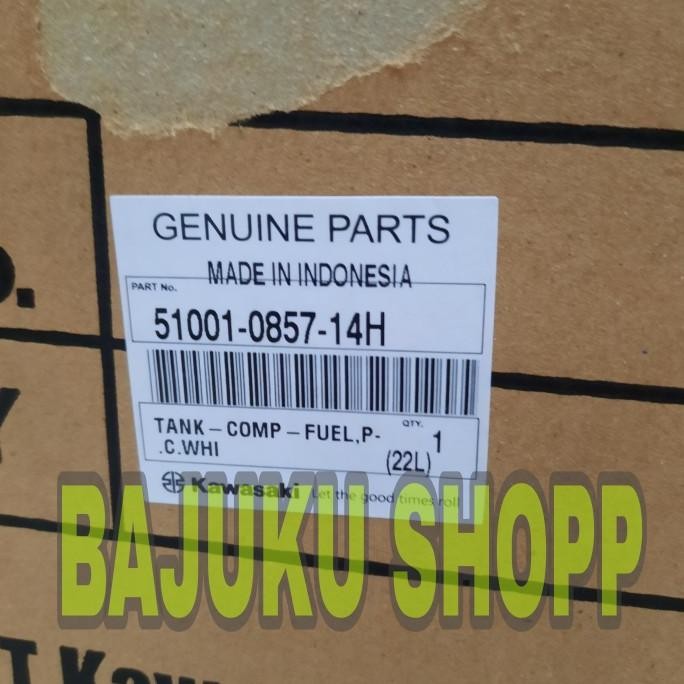 GENUINE PARTS
MADE IN INDONESIA
PART No.
51001-0857-14H
TANK-COMP-FUEL,P- QTY. 1
.C.WHI (22L)
Kawasaki Let the good times roll
BAJUKU SHOPP